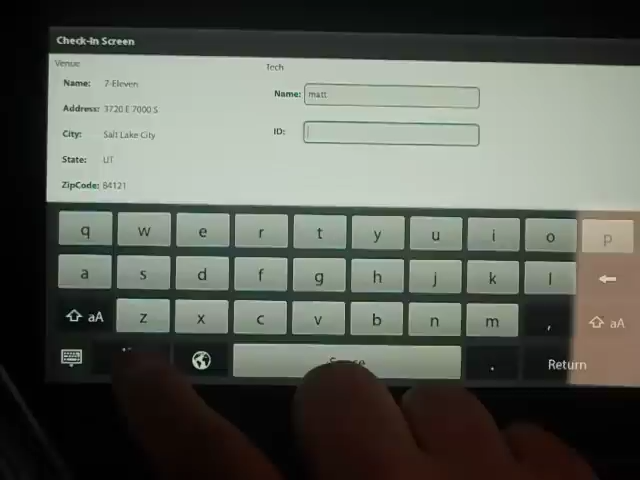 Check-In Screen
Venue
Tech
Name: 7-Eleven
Name: matt
Address: 3720 E 7000 S
ID:
City: Salt Lake City
State: UT
ZipCode: 84121
q w e r t y u i o p
a s d f g h j k l
aA z x c v b n m , aA
. Return